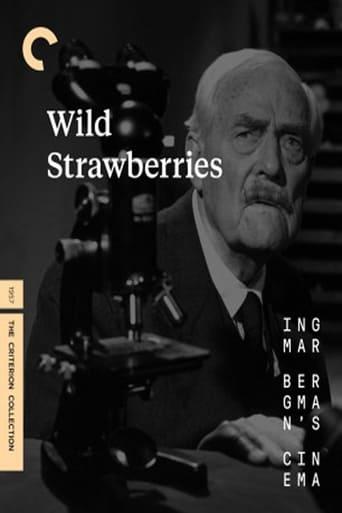 Wild
Strawberries
1957
THE CRITERION COLLECTION
ING
MAR
BER
GMA
N'S
CIN
EMA